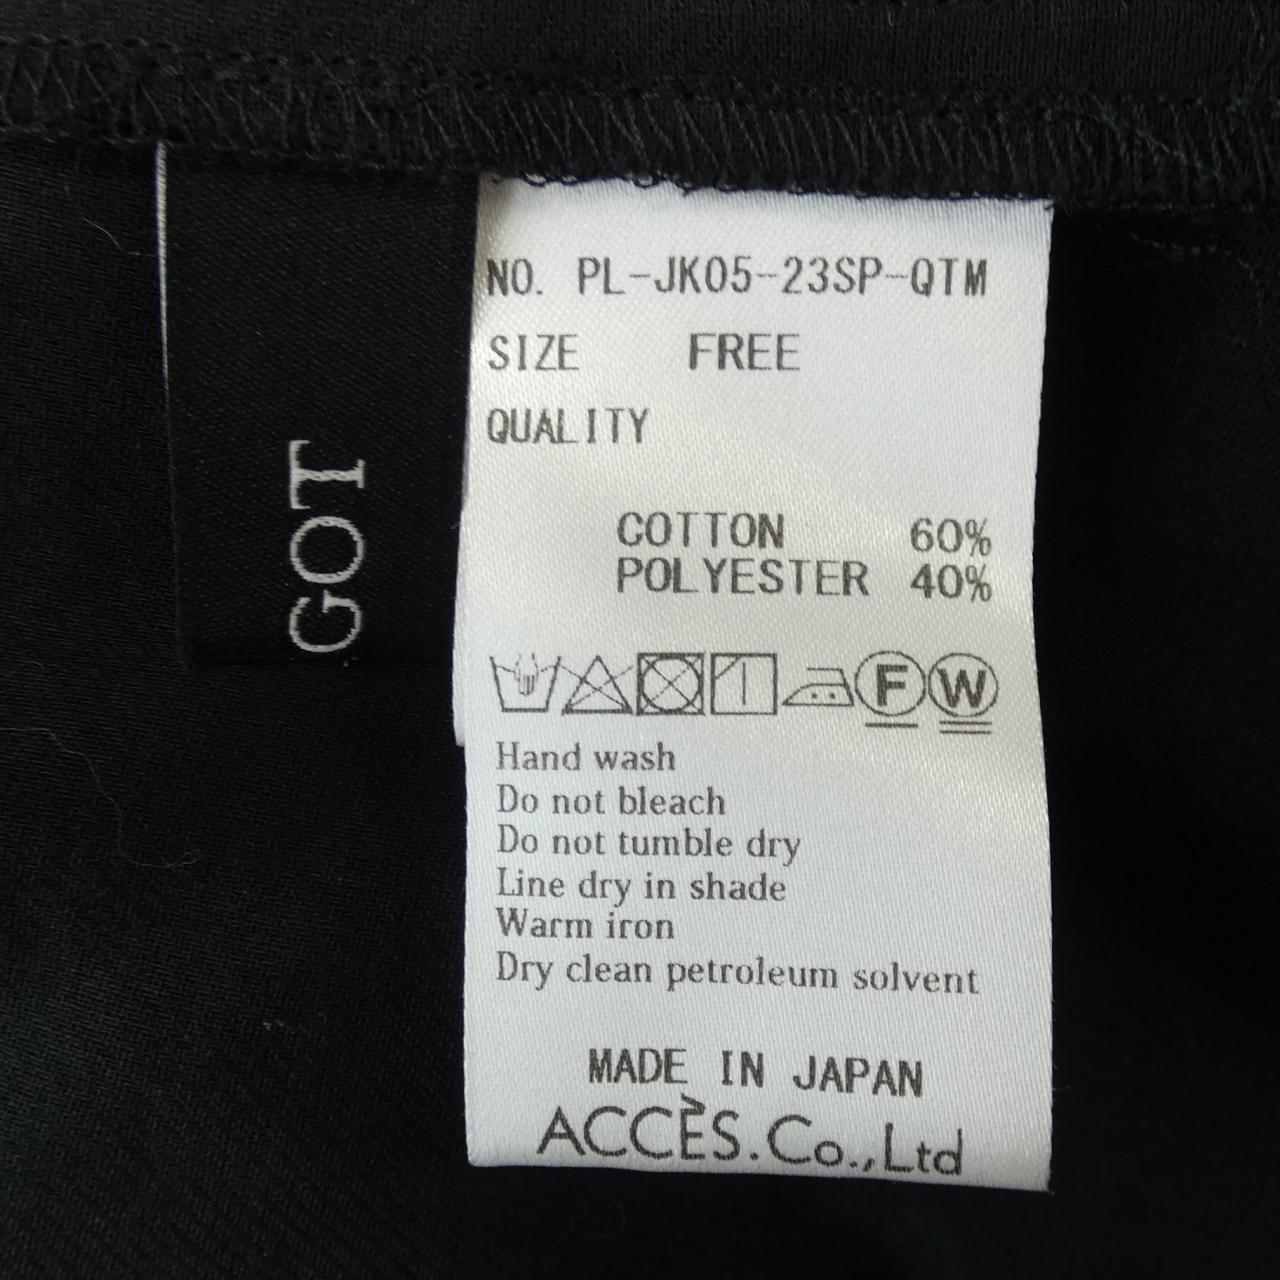 GOT
NO. PL-JK05-23SP-QTM
SIZE FREE
QUALITY
COTTON 60%
POLYESTER 40%
F W
Hand wash
Do not bleach
Do not tumble dry
Line dry in shade
Warm iron
Dry clean petroleum solvent
MADE IN JAPAN
ACCÈS.Co.,Ltd